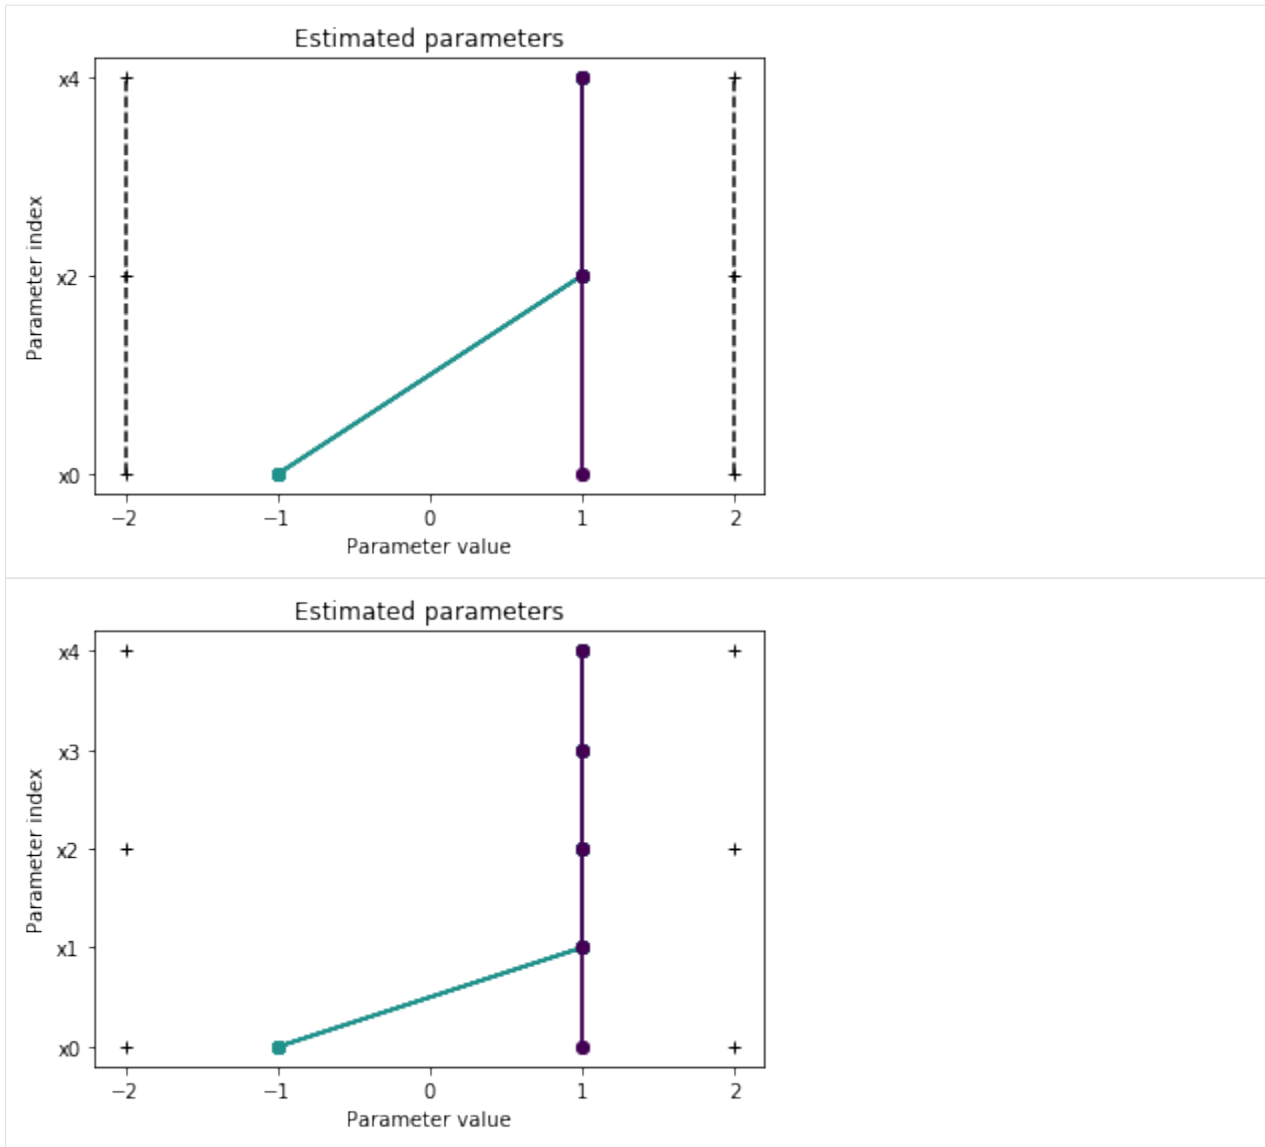 Estimated parameters
x4
x2
x0
Parameter index
−2 −1 0 1 2
Parameter value
Estimated parameters
x4
x3
x2
x1
x0
Parameter index
−2 −1 0 1 2
Parameter value